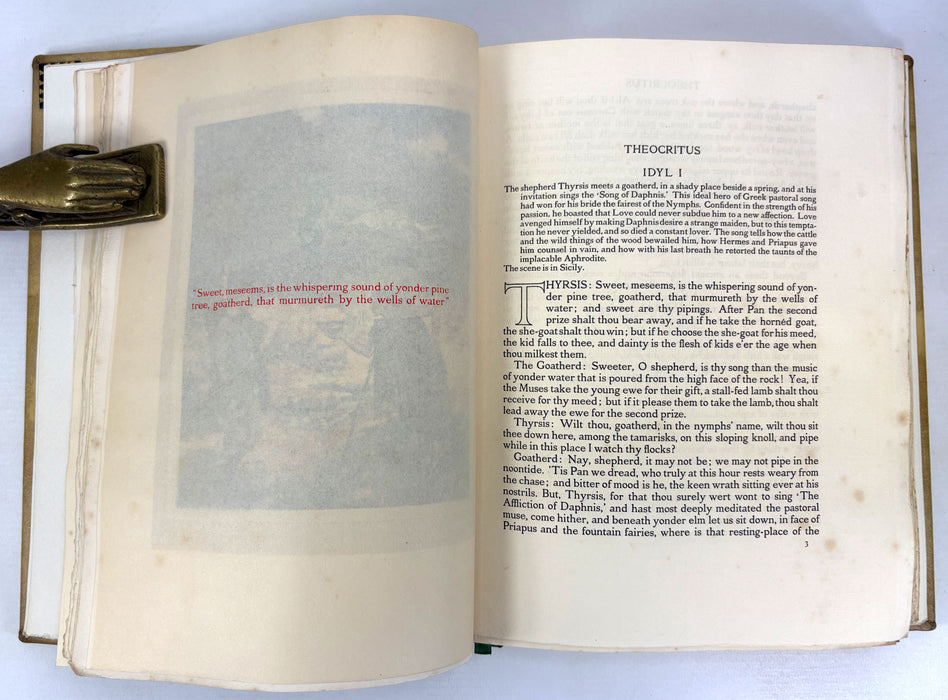 "Sweet, meseems, is the whispering sound of yonder pine
tree, goatherd, that murmureth by the wells of water"
THEOCRITUS
IDYL I
The shepherd Thyrsis meets a goatherd, in a shady place beside a spring, and at his
invitation sings the 'Song of Daphnis.' This ideal hero of Greek pastoral song
had won for his bride the fairest of the Nymphs. Confident in the strength of his
passion, he boasted that Love could never subdue him to a new affection. Love
avenged himself by making Daphnis desire a strange maiden, but to this tempta-
tion he never yielded, and so died a constant lover. The song tells how the cattle
and the wild things of the wood bewailed him, how Hermes and Priapus gave
him counsel in vain, and how with his last breath he retorted the taunts of the
implacable Aphrodite.
The scene is in Sicily.
THYRSIS: Sweet, meseems, is the whispering sound of yon-
der pine tree, goatherd, that murmureth by the wells of
water; and sweet are thy pipings. After Pan the second
prize shalt thou bear away, and if he take the hornéd goat,
the she-goat shalt thou win; but if he choose the she-goat for his meed,
the kid falls to thee, and dainty is the flesh of kids e'er the age when
thou milkest them.
The Goatherd: Sweeter, O shepherd, is thy song than the music
of yonder water that is poured from the high face of the rock! Yea, if
the Muses take the young ewe for their gift, a stall-fed lamb shalt thou
receive for thy meed; but if it please them to take the lamb, thou shalt
lead away the ewe for the second prize.
Thyrsis: Wilt thou, goatherd, in the nymphs' name, wilt thou sit
thee down here, among the tamarisks, on this sloping knoll, and pipe
while in this place I watch thy flocks?
Goatherd: Nay, shepherd, it may not be; we may not pipe in the
noontide. 'Tis Pan we dread, who truly at this hour rests weary from
the chase; and bitter of mood is he, the keen wrath sitting ever at his
nostrils. But, Thyrsis, for that thou surely wert wont to sing 'The
Affliction of Daphnis,' and hast most deeply meditated the pastoral
muse, come hither, and beneath yonder elm let us sit down, in face of
Priapus and the fountain fairies, where is that resting-place of the
3